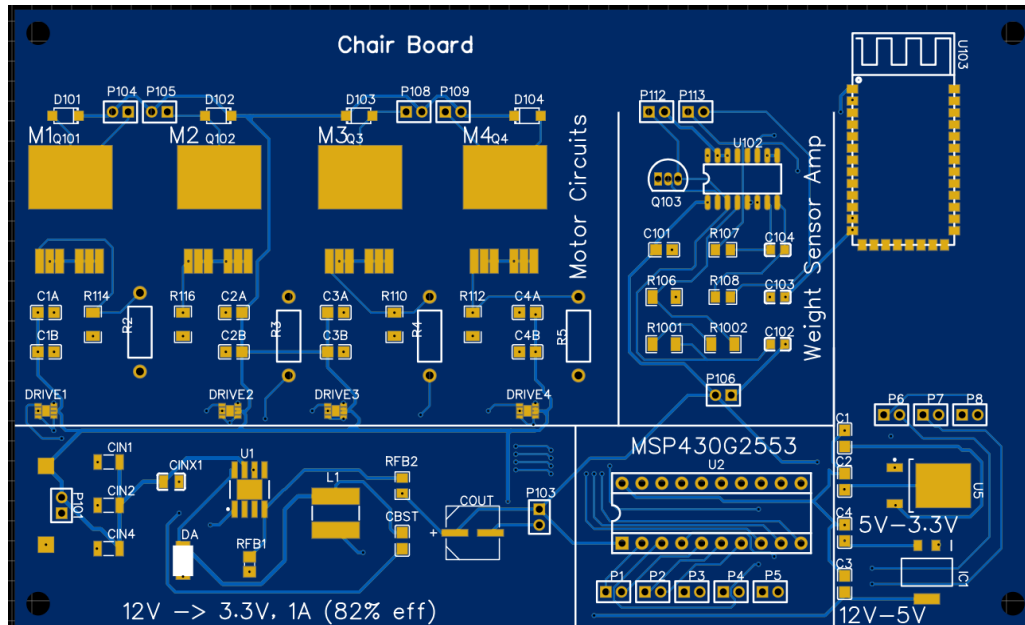 Chair Board
U103
D101 P104 P105 D102 D103 P108 P109 D104
P112 P113
M1 Q101 M2 Q102 M3 Q3 M4 Q4
U102
Q103
Motor Circuits
Weight Sensor Amp
C101 R107 C104
R106 R108 C103
R1001 R1002 C102
C1A R114 R2 R116 C2A R3 C3A R110 R4 R112 C4A R5
C1B C2B C3B C4B
P106
DRIVE1 DRIVE2 DRIVE3 DRIVE4
P6 P7 P8
C1
C2
U5
C4
5V-3.3V
IC1
C3
12V-5V
MSP430G2553
U2
P1 P2 P3 P4 P5
CIN1 U1
CINX1 L1 RFB2
P101 CIN2 COUT P103
+
CIN4 DA RFB1 CBST
12V -> 3.3V, 1A (82% eff)